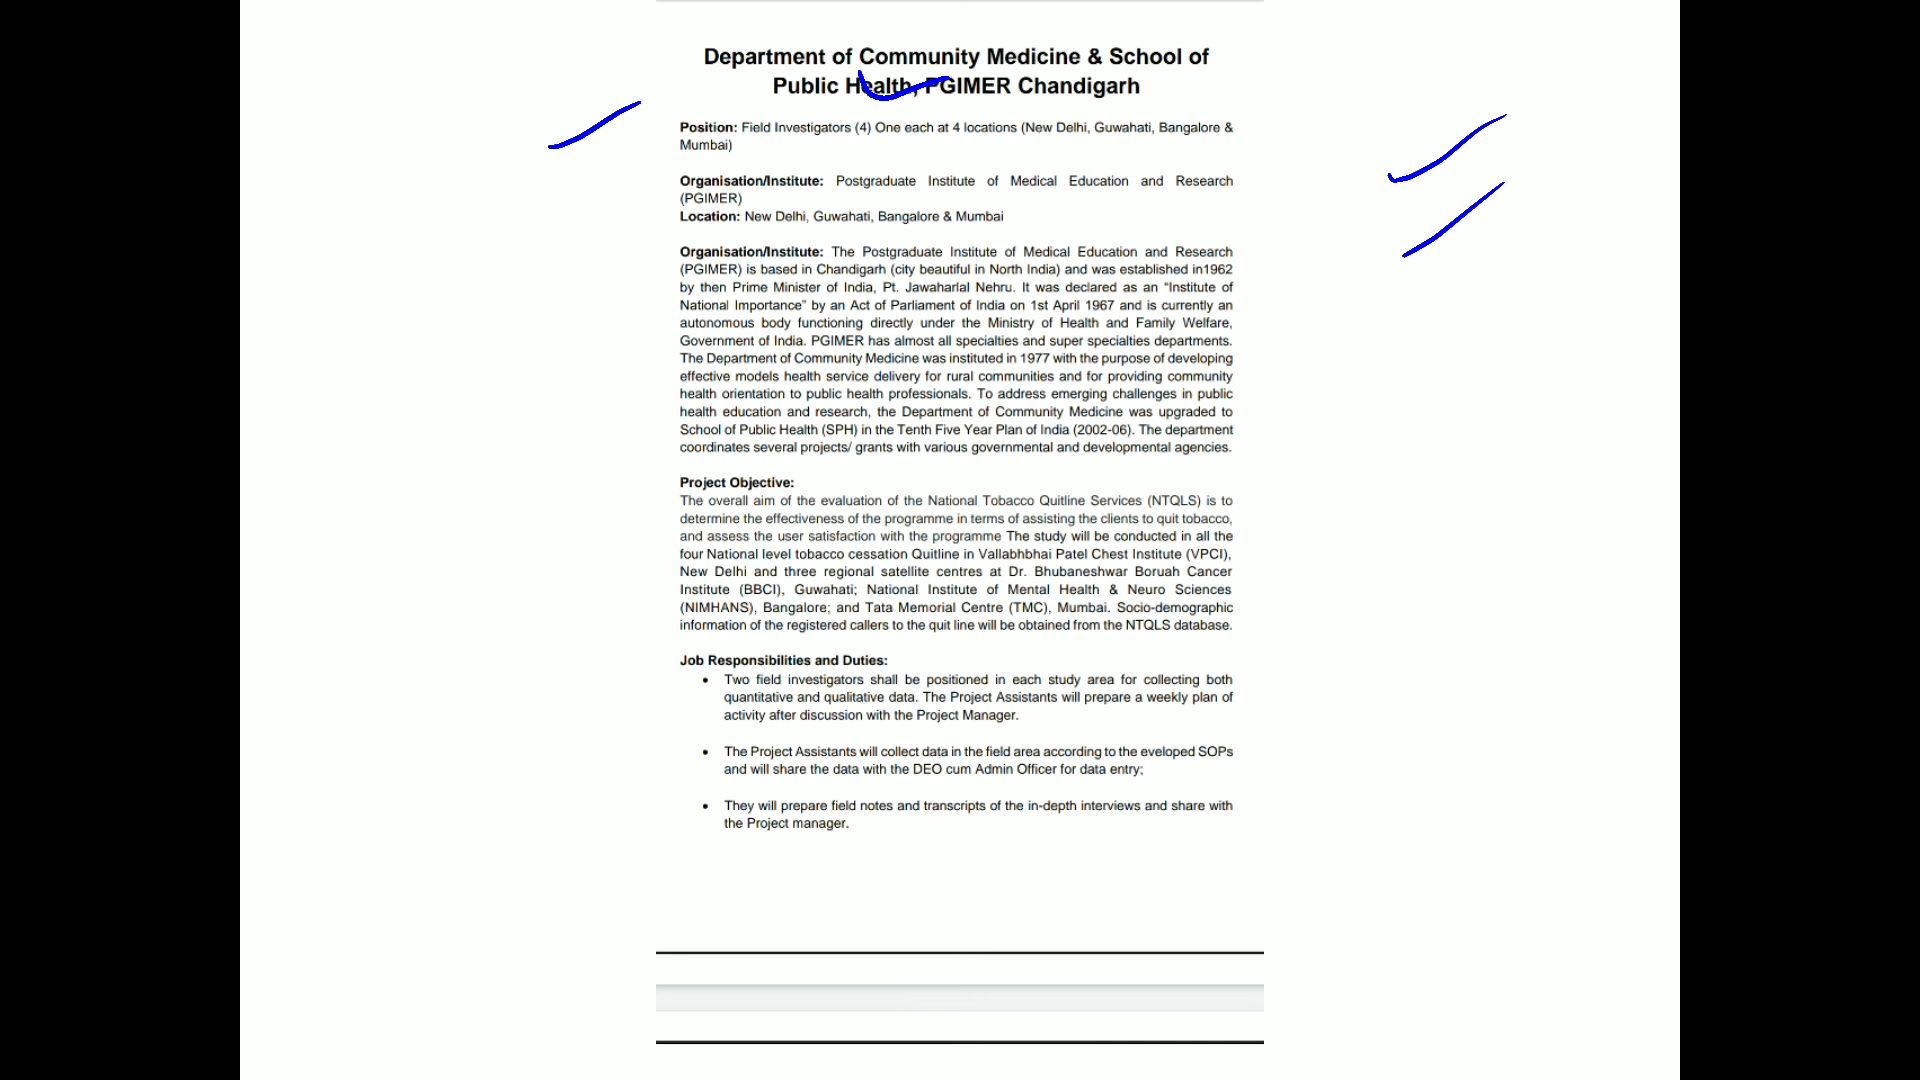 Department of Community Medicine & School of
Public Health, PGIMER Chandigarh
Position: Field Investigators (4) One each at 4 locations (New Delhi, Guwahati, Bangalore &
Mumbai)
Organisation/Institute: Postgraduate Institute of Medical Education and Research
(PGIMER)
Location: New Delhi, Guwahati, Bangalore & Mumbai
Organisation/Institute: The Postgraduate Institute of Medical Education and Research
(PGIMER) is based in Chandigarh (city beautiful in North India) and was established in1962
by then Prime Minister of India, Pt. Jawaharlal Nehru. It was declared as an “Institute of
National Importance” by an Act of Parliament of India on 1st April 1967 and is currently an
autonomous body functioning directly under the Ministry of Health and Family Welfare,
Government of India. PGIMER has almost all specialties and super specialties departments.
The Department of Community Medicine was instituted in 1977 with the purpose of developing
effective models health service delivery for rural communities and for providing community
health orientation to public health professionals. To address emerging challenges in public
health education and research, the Department of Community Medicine was upgraded to
School of Public Health (SPH) in the Tenth Five Year Plan of India (2002-06). The department
coordinates several projects/ grants with various governmental and developmental agencies.
Project Objective:
The overall aim of the evaluation of the National Tobacco Quitline Services (NTQLS) is to
determine the effectiveness of the programme in terms of assisting the clients to quit tobacco,
and assess the user satisfaction with the programme The study will be conducted in all the
four National level tobacco cessation Quitline in Vallabhbhai Patel Chest Institute (VPCI),
New Delhi and three regional satellite centres at Dr. Bhubaneshwar Boruah Cancer
Institute (BBCI), Guwahati; National Institute of Mental Health & Neuro Sciences
(NIMHANS), Bangalore; and Tata Memorial Centre (TMC), Mumbai. Socio-demographic
information of the registered callers to the quit line will be obtained from the NTQLS database.
Job Responsibilities and Duties:
• Two field investigators shall be positioned in each study area for collecting both
quantitative and qualitative data. The Project Assistants will prepare a weekly plan of
activity after discussion with the Project Manager.
• The Project Assistants will collect data in the field area according to the eveloped SOPs
and will share the data with the DEO cum Admin Officer for data entry;
• They will prepare field notes and transcripts of the in-depth interviews and share with
the Project manager.